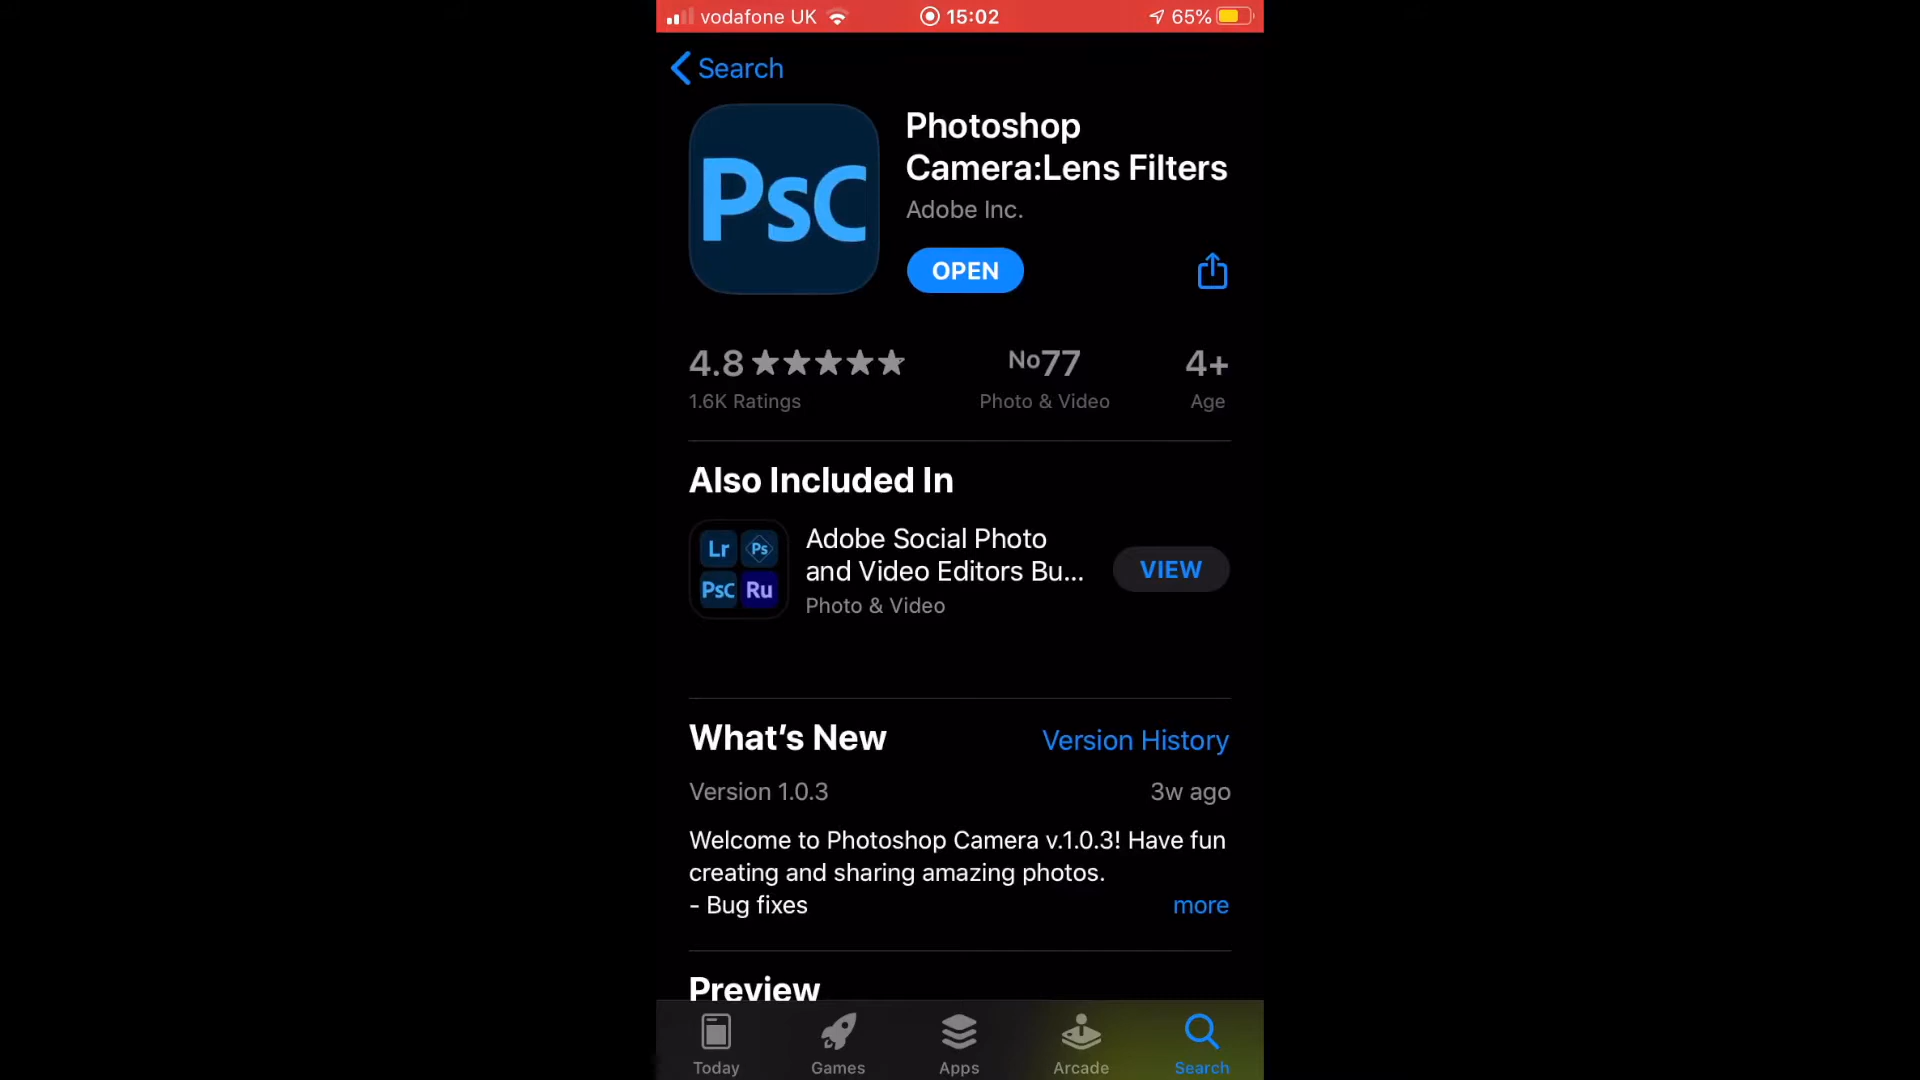 vodafone UK 15:02 65%
Search
PsC
Photoshop
Camera:Lens Filters
Adobe Inc.
OPEN
4.8 No77 4+
1.6K Ratings Photo & Video Age
Also Included In
Lr Ps
PsC Ru
Adobe Social Photo
and Video Editors Bu...
Photo & Video
VIEW
What's New Version History
Version 1.0.3 3w ago
Welcome to Photoshop Camera v.1.0.3! Have fun
creating and sharing amazing photos.
- Bug fixes more
Preview
Today Games Apps Arcade Search